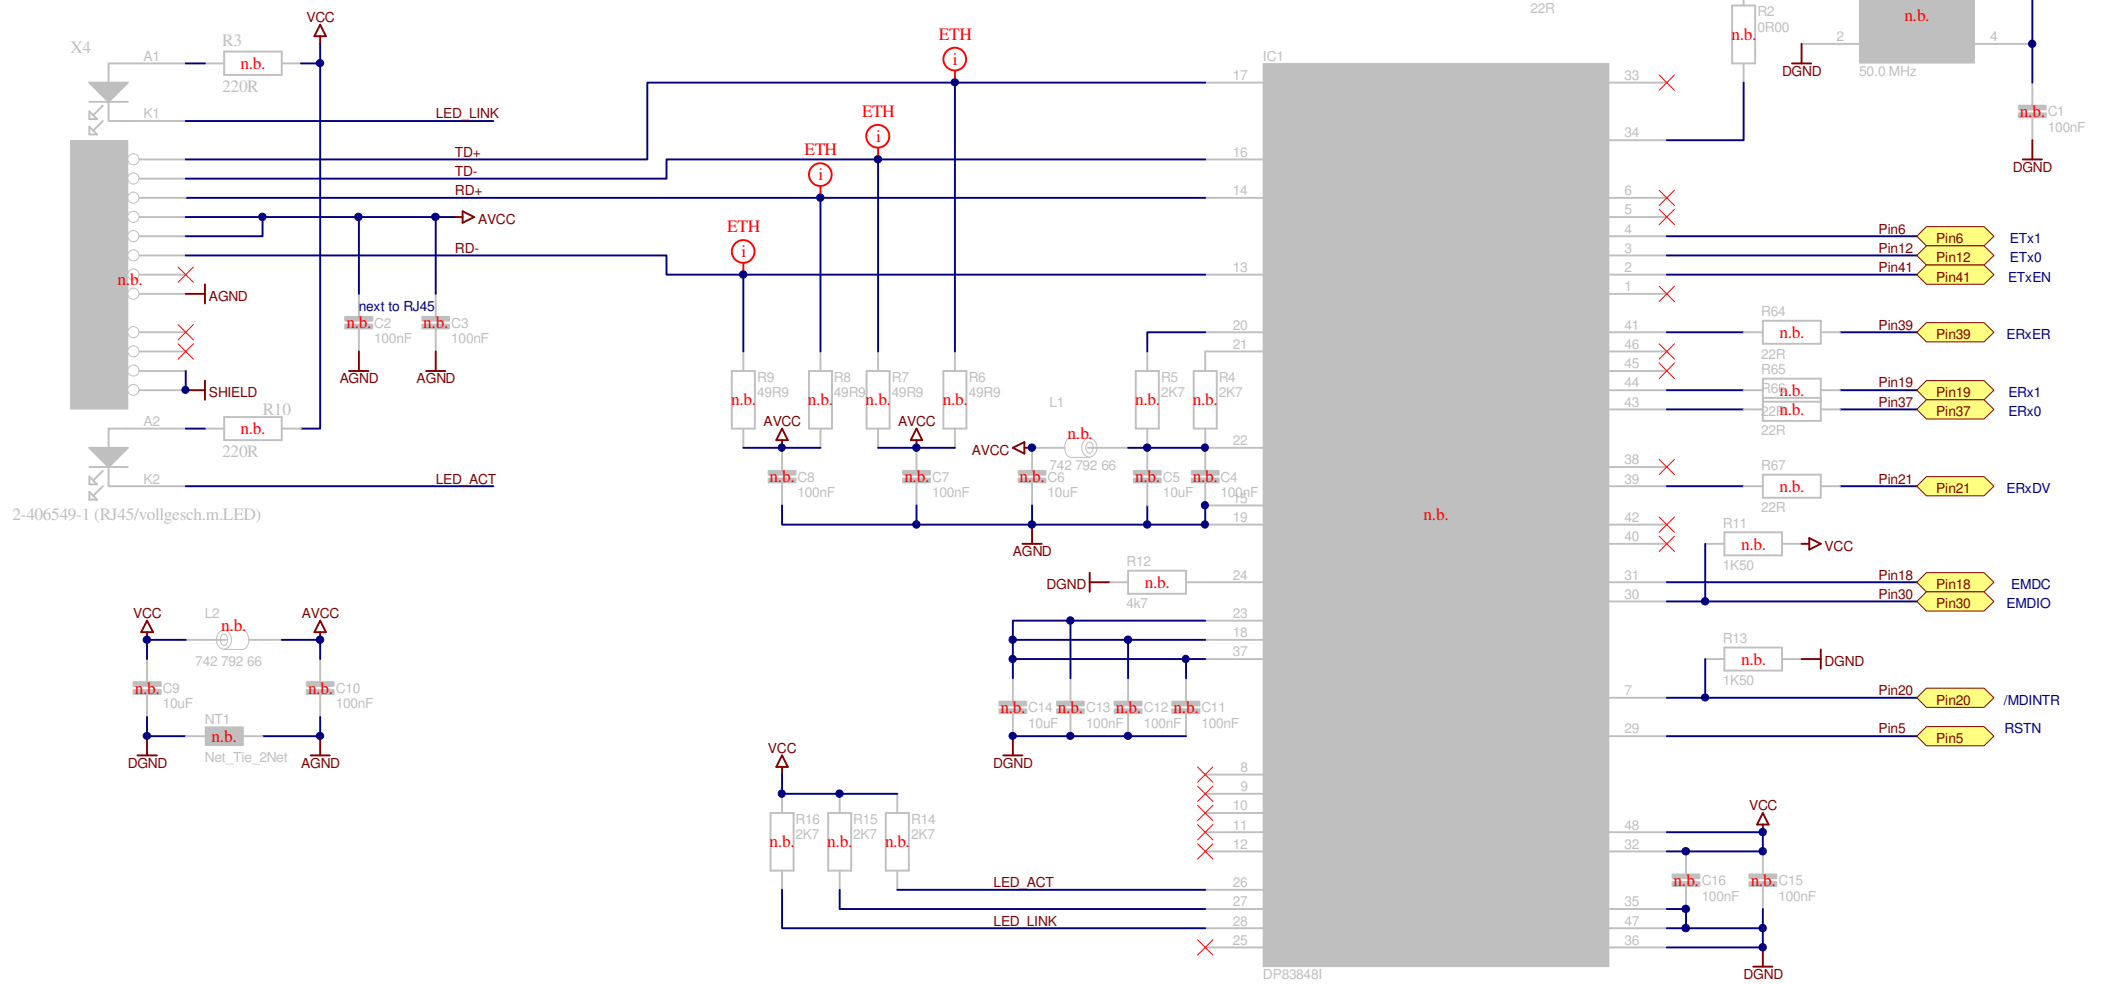 22R
VCC
X4
A1
R3
n.b.
220R
K1
LED_LINK
TD+
TD-
RD+
AVCC
RD-
n.b.
AGND
next to RJ45
n.b.
C2
100nF
n.b.
C3
100nF
AGND
AGND
SHIELD
A2
R10
n.b.
220R
K2
LED_ACT
2-406549-1 (RJ45/vollgesch.m.LED)
VCC
L2
n.b.
AVCC
742 792 66
n.b.
C9
10uF
n.b.
C10
100nF
NT1
n.b.
Net_Tie_2Net
DGND
AGND
ETH
i
ETH
i
ETH
i
ETH
i
R9
49R9
n.b.
R8
49R9
n.b.
R7
49R9
n.b.
R6
49R9
n.b.
AVCC
AVCC
n.b.
C8
100nF
n.b.
C7
100nF
AVCC
L1
n.b.
742 792 66
n.b.
C6
10uF
R5
2K7
n.b.
R4
2K7
n.b.
n.b.
C5
10uF
n.b.
C4
100nF
AGND
DGND
R12
n.b.
4k7
n.b.
C14
10uF
n.b.
C13
100nF
n.b.
C12
100nF
n.b.
C11
100nF
DGND
VCC
R16
2K7
n.b.
R15
2K7
n.b.
R14
2K7
n.b.
LED_ACT
LED_LINK
IC1
17
16
14
13
20
21
22
15
19
24
23
18
37
8
9
10
11
12
26
27
28
25
n.b.
DP83848I
33
34
6
5
4
3
2
1
41
46
45
44
43
38
39
42
40
31
30
7
29
48
32
35
47
36
R2
0R00
n.b.
n.b.
2
4
DGND
50.0 MHz
n.b.
C1
100nF
DGND
Pin6
Pin6
ETx1
Pin12
Pin12
ETx0
Pin41
Pin41
ETxEN
R64
n.b.
22R
Pin39
Pin39
ERxER
R65
n.b.
Pin19
Pin19
ERx1
R66
22R
n.b.
22R
Pin37
Pin37
ERx0
R67
n.b.
22R
Pin21
Pin21
ERxDV
R11
n.b.
1K50
VCC
Pin18
Pin18
EMDC
Pin30
Pin30
EMDIO
R13
n.b.
1K50
DGND
Pin20
Pin20
/MDINTR
Pin5
Pin5
RSTN
VCC
n.b.
C16
100nF
n.b.
C15
100nF
DGND